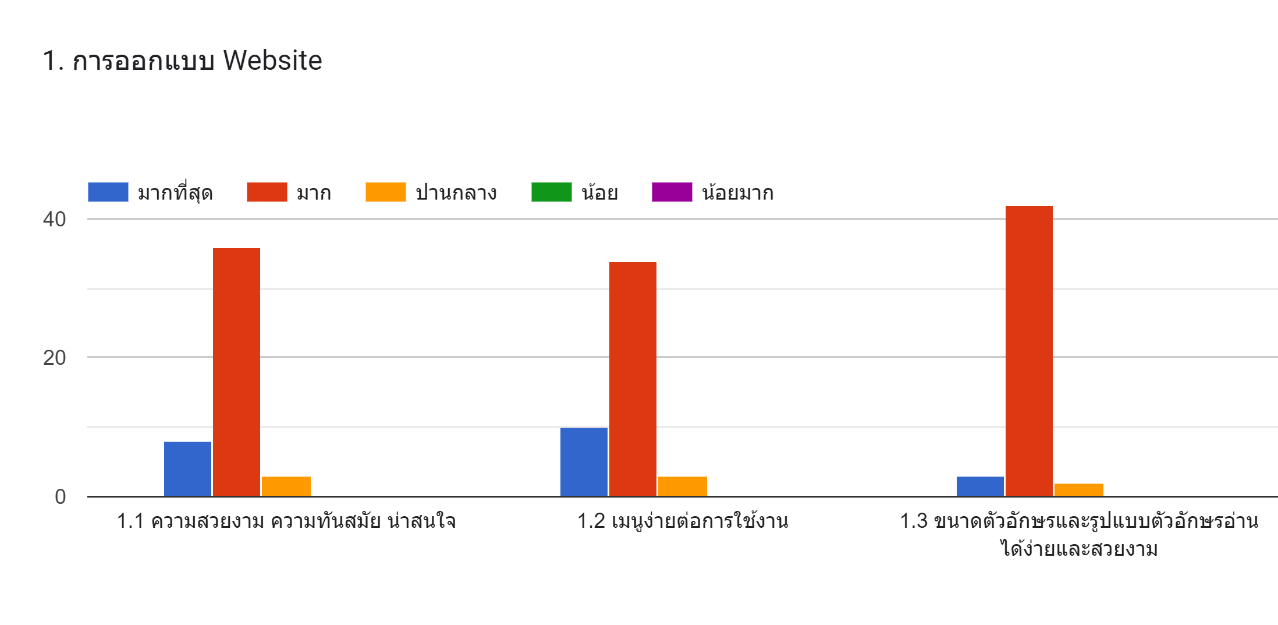 1. การออกแบบ Website
มากที่สุด มาก ปานกลาง น้อย น้อยมาก
40
20
0
1.1 ความสวยงาม ความทันสมัย น่าสนใจ
1.2 เมนูง่ายต่อการใช้งาน
1.3 ขนาดตัวอักษรและรูปแบบตัวอักษรอ่าน
ได้ง่ายและสวยงาม